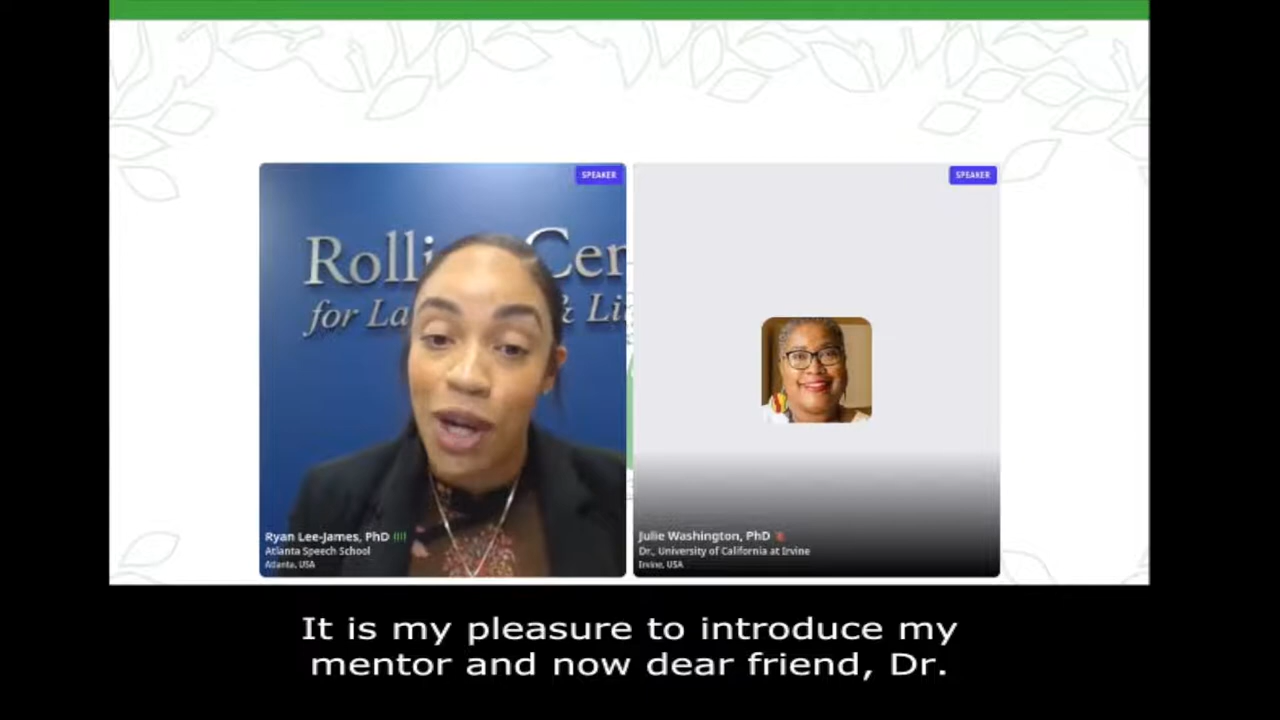 SPEAKER
Rolli Cen
for La & Li
Ryan Lee-James, PhD
Atlanta Speech School
Atlanta, USA
SPEAKER
Julie Washington, PhD
Dr., University of California at Irvine
Irvine, USA
It is my pleasure to introduce my
mentor and now dear friend, Dr.